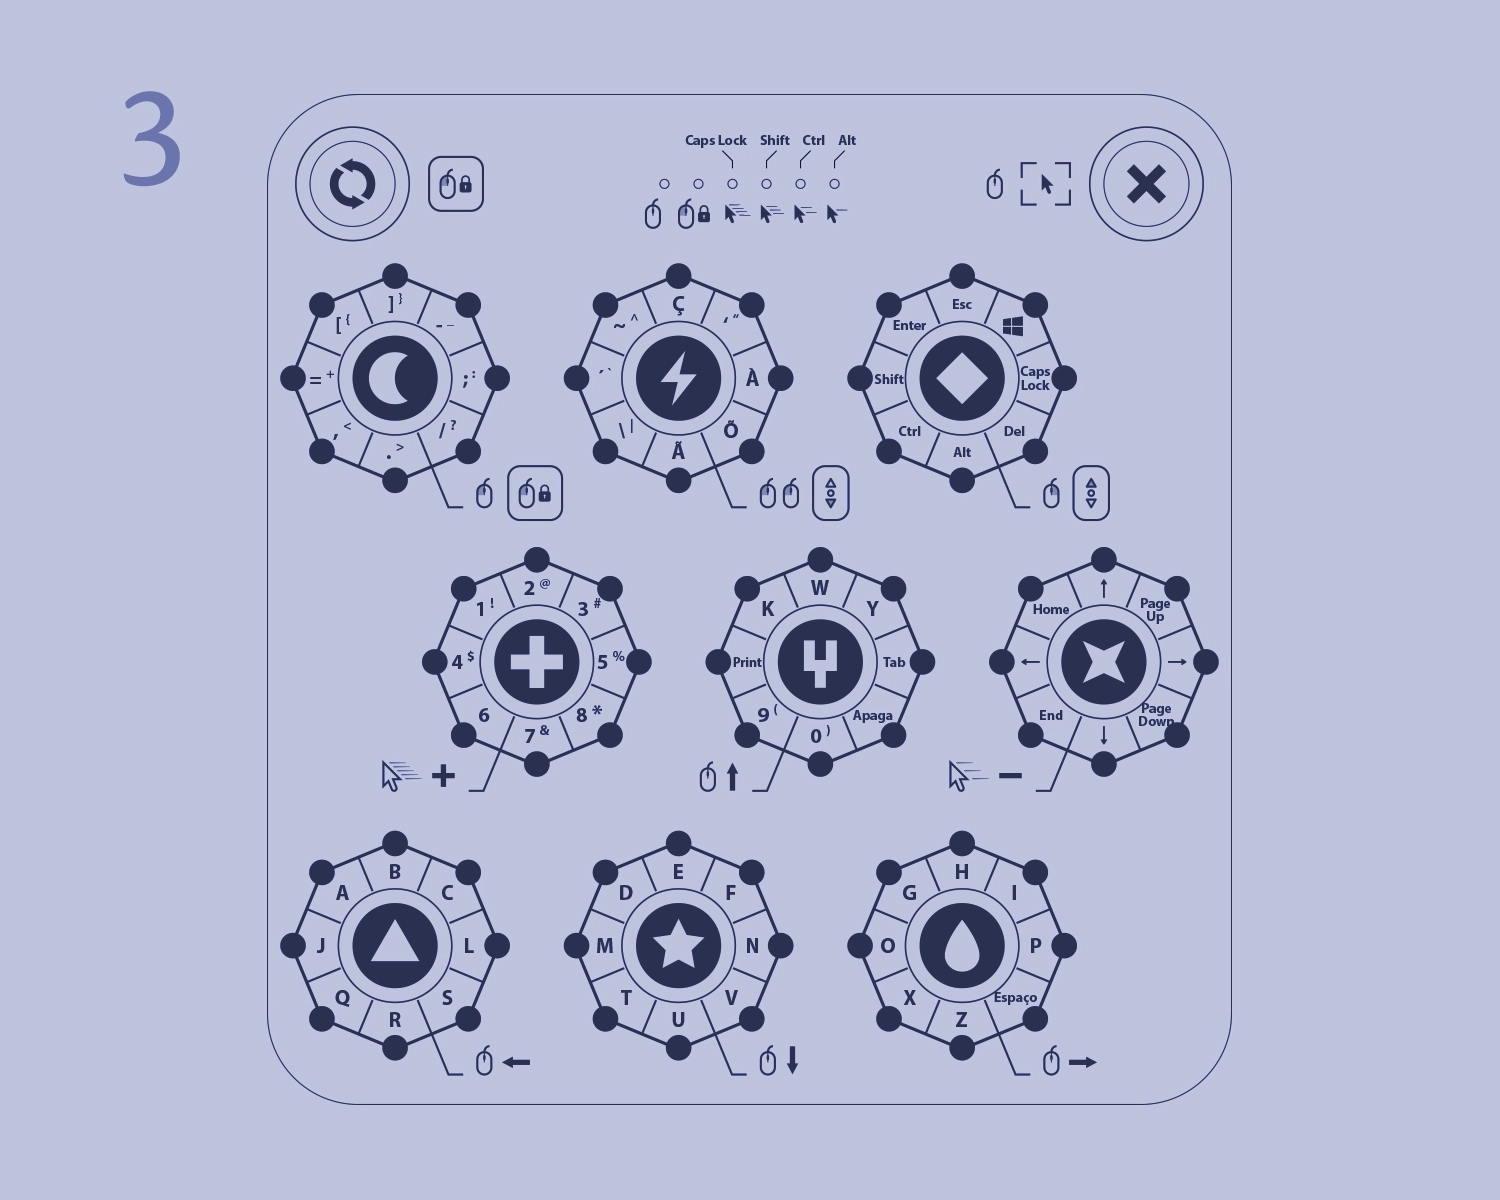 3
Caps Lock Shift Ctrl Alt
] }
[ {
- _
= +
; :
, <
/ ?
. >
Ç
~ ^
‘ “
´ `
À
\ |
Õ
Ã
Esc
Enter
Shift
Caps
Lock
Ctrl
Del
Alt
2 @
1 !
3 #
4 $
5 %
6
8 *
7 &
W
K
Y
Print
Tab
9 (
Apaga
0 )
↑
Home
Page
Up
←
→
End
Page
Down
↓
B
A
C
J
L
Q
S
R
E
D
F
M
N
T
V
U
H
G
I
O
P
X
Espaço
Z